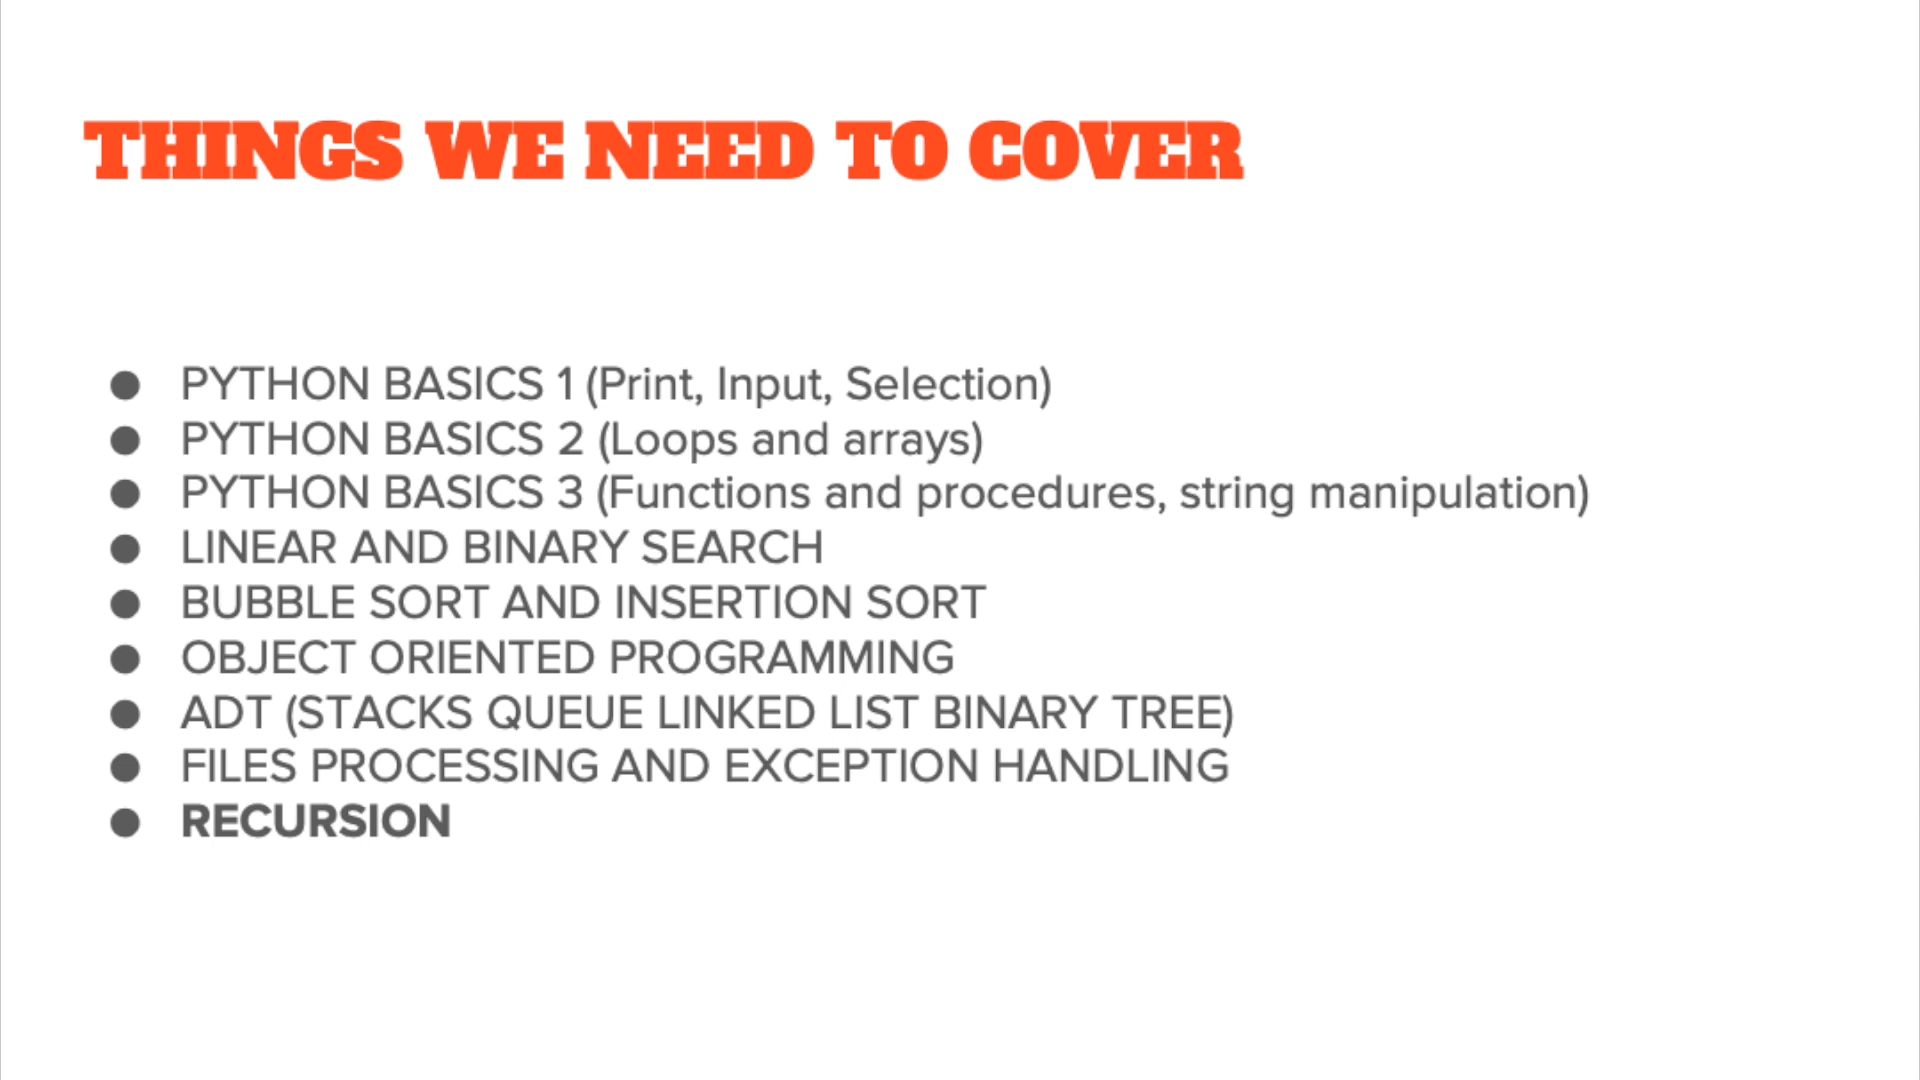 THINGS WE NEED TO COVER
● PYTHON BASICS 1 (Print, Input, Selection)
● PYTHON BASICS 2 (Loops and arrays)
● PYTHON BASICS 3 (Functions and procedures, string manipulation)
● LINEAR AND BINARY SEARCH
● BUBBLE SORT AND INSERTION SORT
● OBJECT ORIENTED PROGRAMMING
● ADT (STACKS QUEUE LINKED LIST BINARY TREE)
● FILES PROCESSING AND EXCEPTION HANDLING
● RECURSION